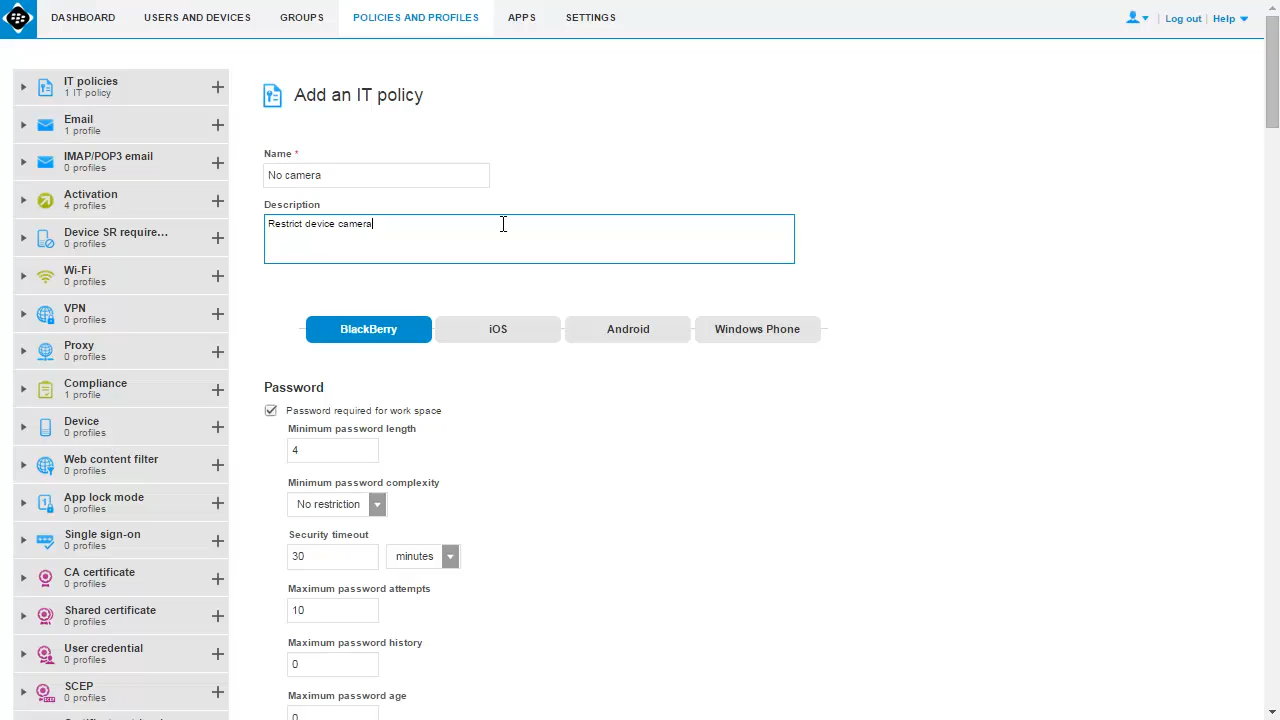 DASHBOARD USERS AND DEVICES GROUPS POLICIES AND PROFILES APPS SETTINGS Log out | Help
IT policies
1 IT policy
Email
1 profile
IMAP/POP3 email
0 profiles
Activation
4 profiles
Device SR require...
0 profiles
Wi-Fi
0 profiles
VPN
0 profiles
Proxy
0 profiles
Compliance
1 profile
Device
0 profiles
Web content filter
0 profiles
App lock mode
0 profiles
Single sign-on
0 profiles
CA certificate
0 profiles
Shared certificate
0 profiles
User credential
0 profiles
SCEP
0 profiles
Add an IT policy
Name *
No camera
Description
Restrict device camera
BlackBerry iOS Android Windows Phone
Password
Password required for work space
Minimum password length
4
Minimum password complexity
No restriction
Security timeout
30 minutes
Maximum password attempts
10
Maximum password history
0
Maximum password age
0